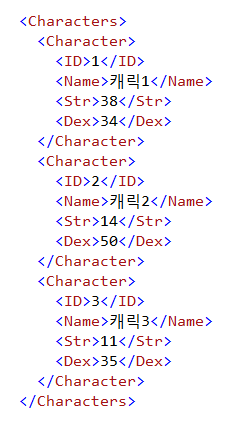 <Characters>
<Character>
<ID>1</ID>
<Name>캐릭1</Name>
<Str>38</Str>
<Dex>34</Dex>
</Character>
<Character>
<ID>2</ID>
<Name>캐릭2</Name>
<Str>14</Str>
<Dex>50</Dex>
</Character>
<Character>
<ID>3</ID>
<Name>캐릭3</Name>
<Str>11</Str>
<Dex>35</Dex>
</Character>
</Characters>